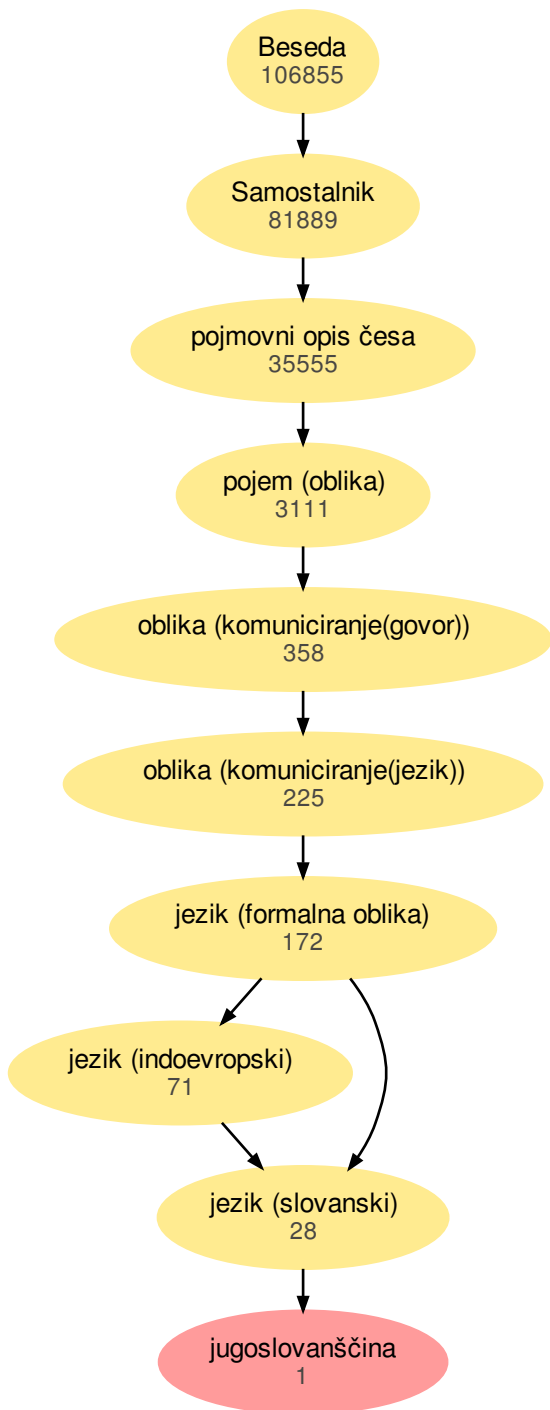 Beseda
106855
Samostalnik
81889
pojmovni opis česa
35555
pojem (oblika)
3111
oblika (komuniciranje(govor))
358
oblika (komuniciranje(jezik))
225
jezik (formalna oblika)
172
jezik (indoevropski)
71
jezik (slovanski)
28
jugoslovanščina
1